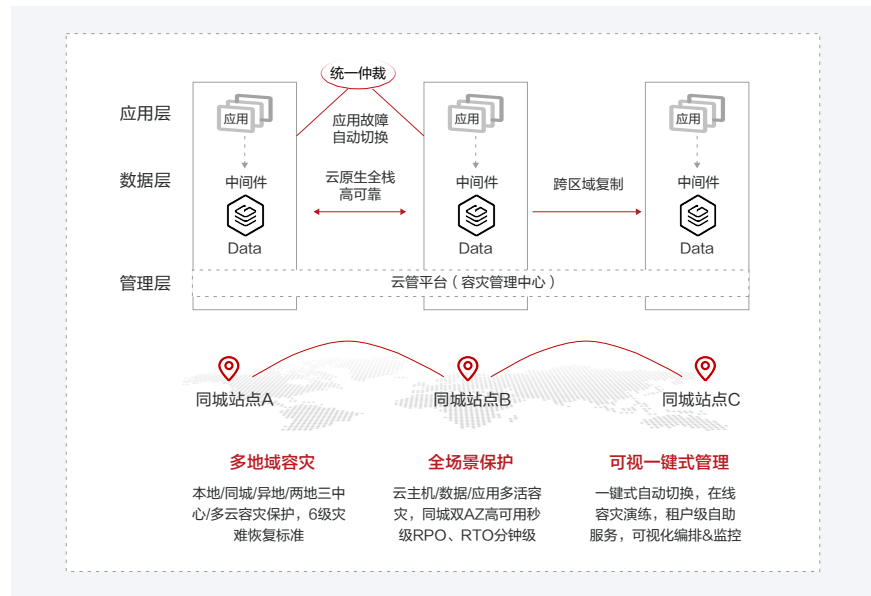 统一仲裁
应用层
应用
应用故障
自动切换
应用
应用
数据层
中间件
云原生全栈
高可靠
中间件
跨区域复制
中间件
Data
Data
Data
管理层
云管平台（容灾管理中心）
同城站点A
同城站点B
同城站点C
多地域容灾
本地/同城/异地/两地三中
心/多云容灾保护，6级灾
难恢复标准
全场景保护
云主机/数据/应用多活容
灾，同城双AZ高可用秒
级RPO、RTO分钟级
可视一键式管理
一键式自动切换，在线
容灾演练，租户级自助
服务，可视化编排&监控